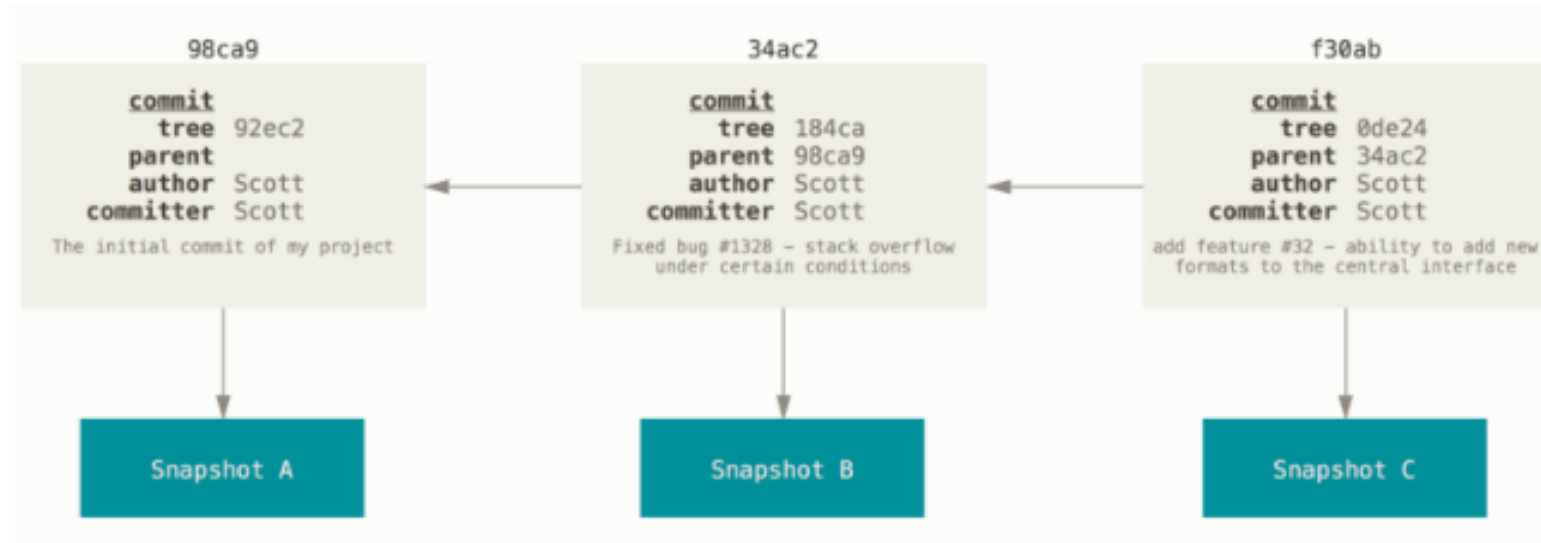 98ca9
commit
tree 92ec2
parent
author Scott
committer Scott
The initial commit of my project
Snapshot A
34ac2
commit
tree 184ca
parent 98ca9
author Scott
committer Scott
Fixed bug #1328 – stack overflow
under certain conditions
Snapshot B
f30ab
commit
tree 0de24
parent 34ac2
author Scott
committer Scott
add feature #32 – ability to add new
formats to the central interface
Snapshot C